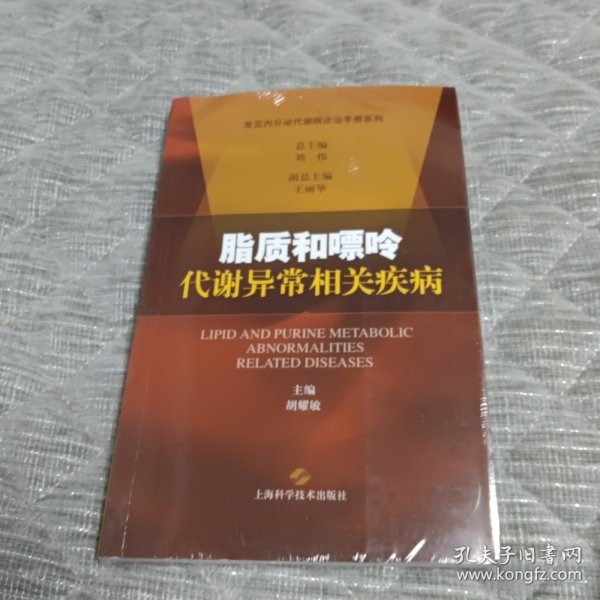 常见内分泌代谢病诊治手册系列
总主编
刘 伟
副总主编
王丽华
脂质和嘌呤
代谢异常相关疾病
LIPID AND PURINE METABOLIC
ABNORMALITIES
RELATED DISEASES
主编
胡耀敏
上海科学技术出版社
孔夫子旧书网
www.kongfz.com